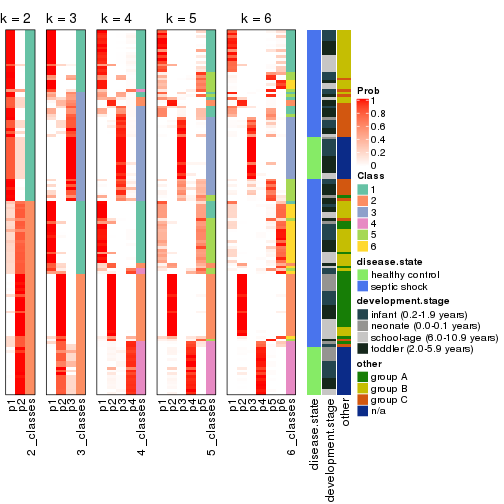 k = 2
k = 3
k = 4
k = 5
k = 6
p1
p2
2_classes
p1
p2
p3
3_classes
p1
p2
p3
p4
4_classes
p1
p2
p3
p4
p5
5_classes
p1
p2
p3
p4
p5
p6
6_classes
disease.state
development.stage
other
Prob
1
0.8
0.6
0.4
0.2
0
Class
1
2
3
4
5
6
disease.state
healthy control
septic shock
development.stage
infant (0.2-1.9 years)
neonate (0.0-0.1 years)
school-age (6.0-10.9 years)
toddler (2.0-5.9 years)
other
group A
group B
group C
n/a